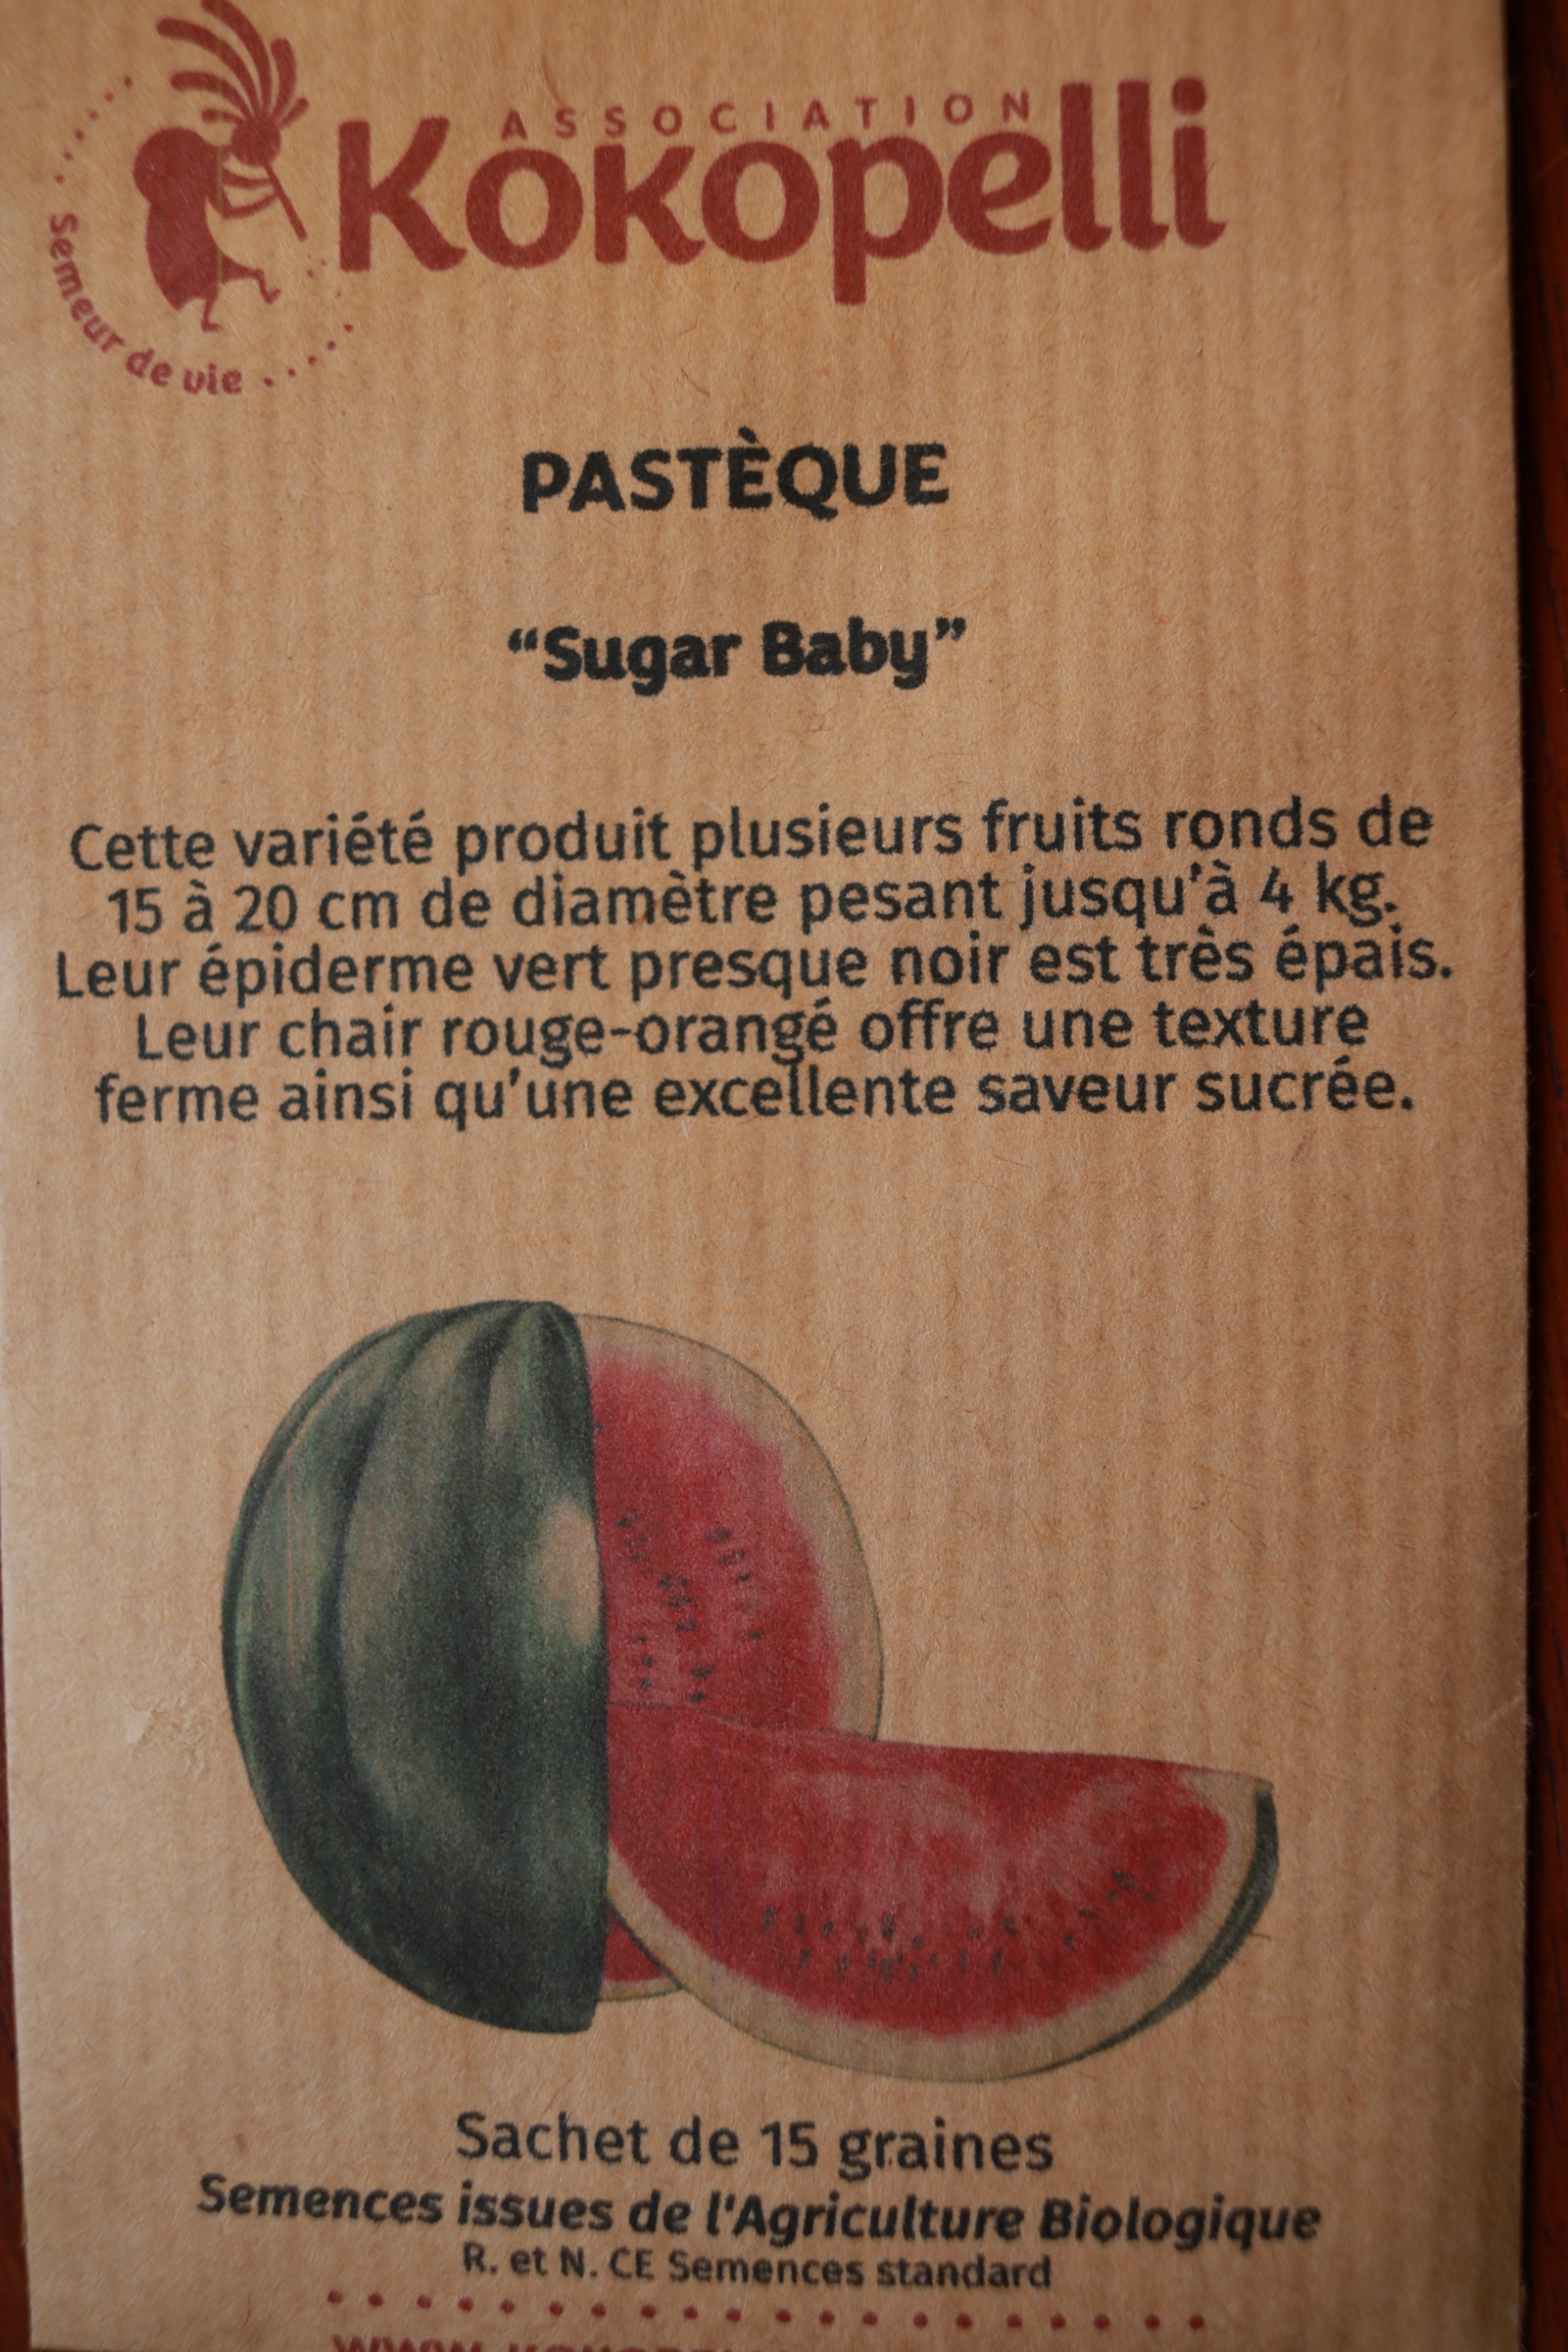 ASSOCIATION
Kokopelli
Semeur de vie
PASTÈQUE
“Sugar Baby”
Cette variété produit plusieurs fruits ronds de
15 à 20 cm de diamètre pesant jusqu’à 4 kg.
Leur épiderme vert presque noir est très épais.
Leur chair rouge-orangé offre une texture
ferme ainsi qu’une excellente saveur sucrée.
Sachet de 15 graines
Semences issues de l'Agriculture Biologique
R. et N. CE Semences standard